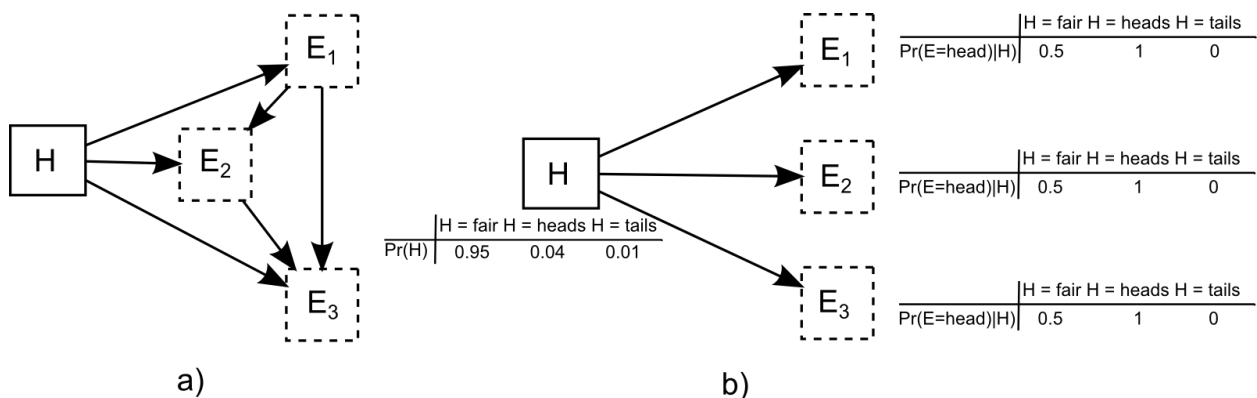 E1
E2
H
E3
a)
E1
H = fair H = heads H = tails
Pr(E=head)|H) 0.5 1 0
H
E2
H = fair H = heads H = tails
Pr(E=head)|H) 0.5 1 0
H = fair H = heads H = tails
Pr(H) 0.95 0.04 0.01
E3
H = fair H = heads H = tails
Pr(E=head)|H) 0.5 1 0
b)